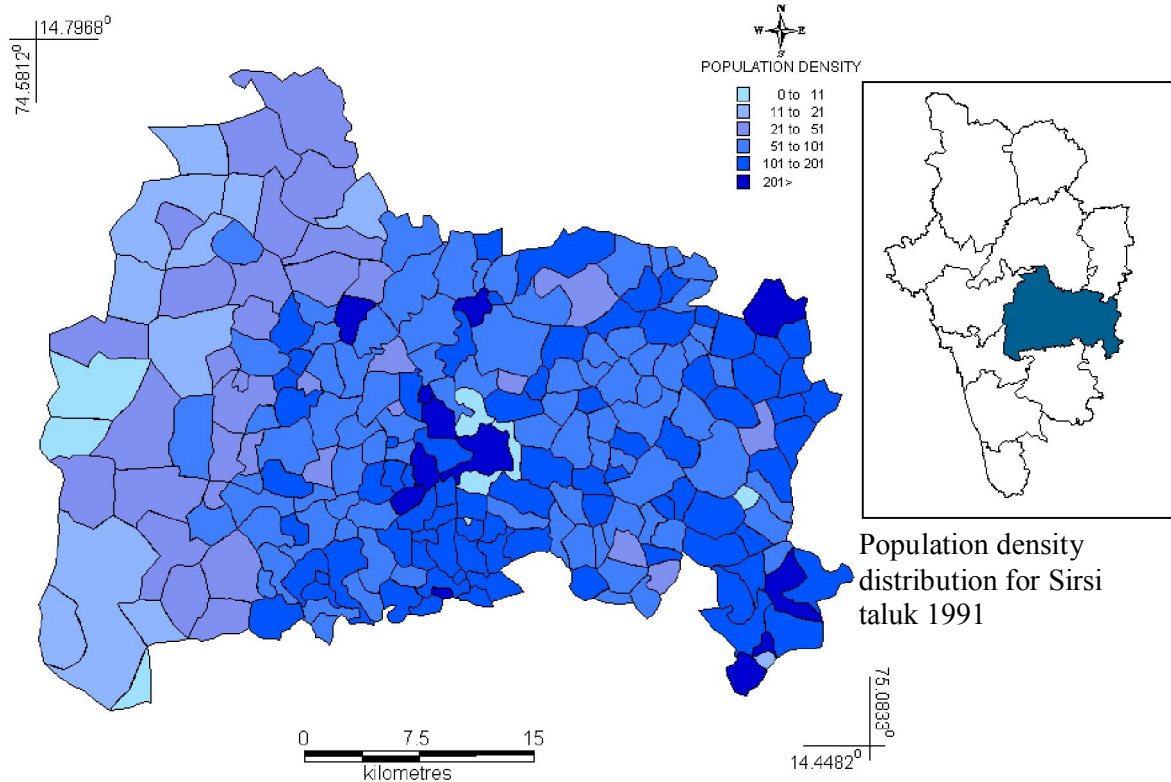 14.7968⁰
74.5812⁰
N
W E
S
POPULATION DENSITY
0 to 11
11 to 21
21 to 51
51 to 101
101 to 201
201>
Population density
distribution for Sirsi
taluk 1991
75.0833⁰
14.4482⁰
0 7.5 15
kilometres